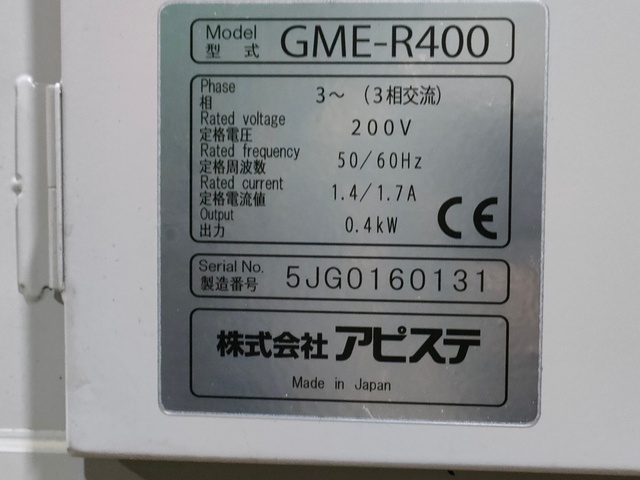 Model
型式 GME-R400
Phase
相 3～ (3相交流)
Rated voltage
定格電圧 200V
Rated frequency
定格周波数 50/60Hz
Rated current
定格電流値 1.4/1.7A
Output
出力 0.4kW
CE
Serial No.
製造番号 5JG0160131
株式会社 アピステ
Made in Japan